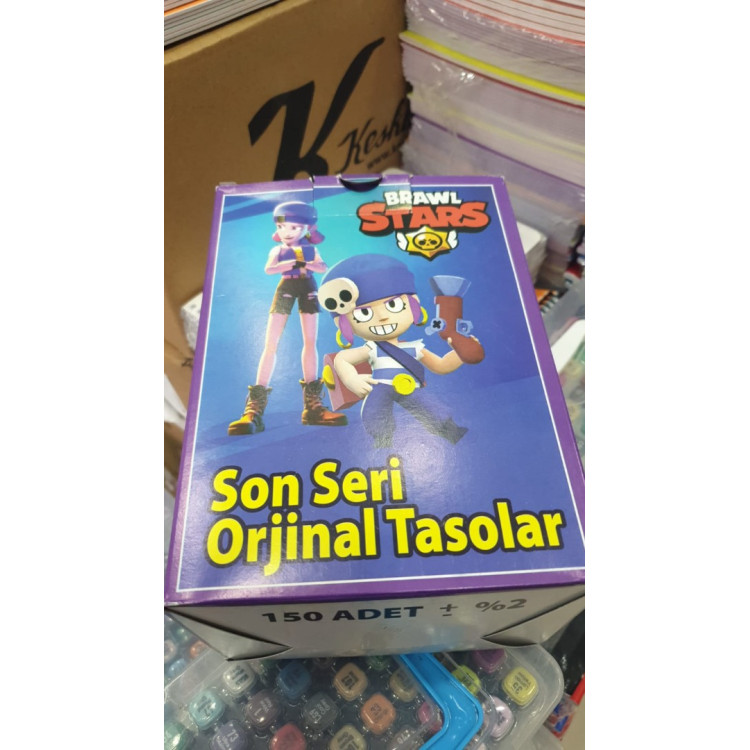 K
BRAWL
STARS
Son Seri
Orjinal Tasolar
150 ADET ± %2